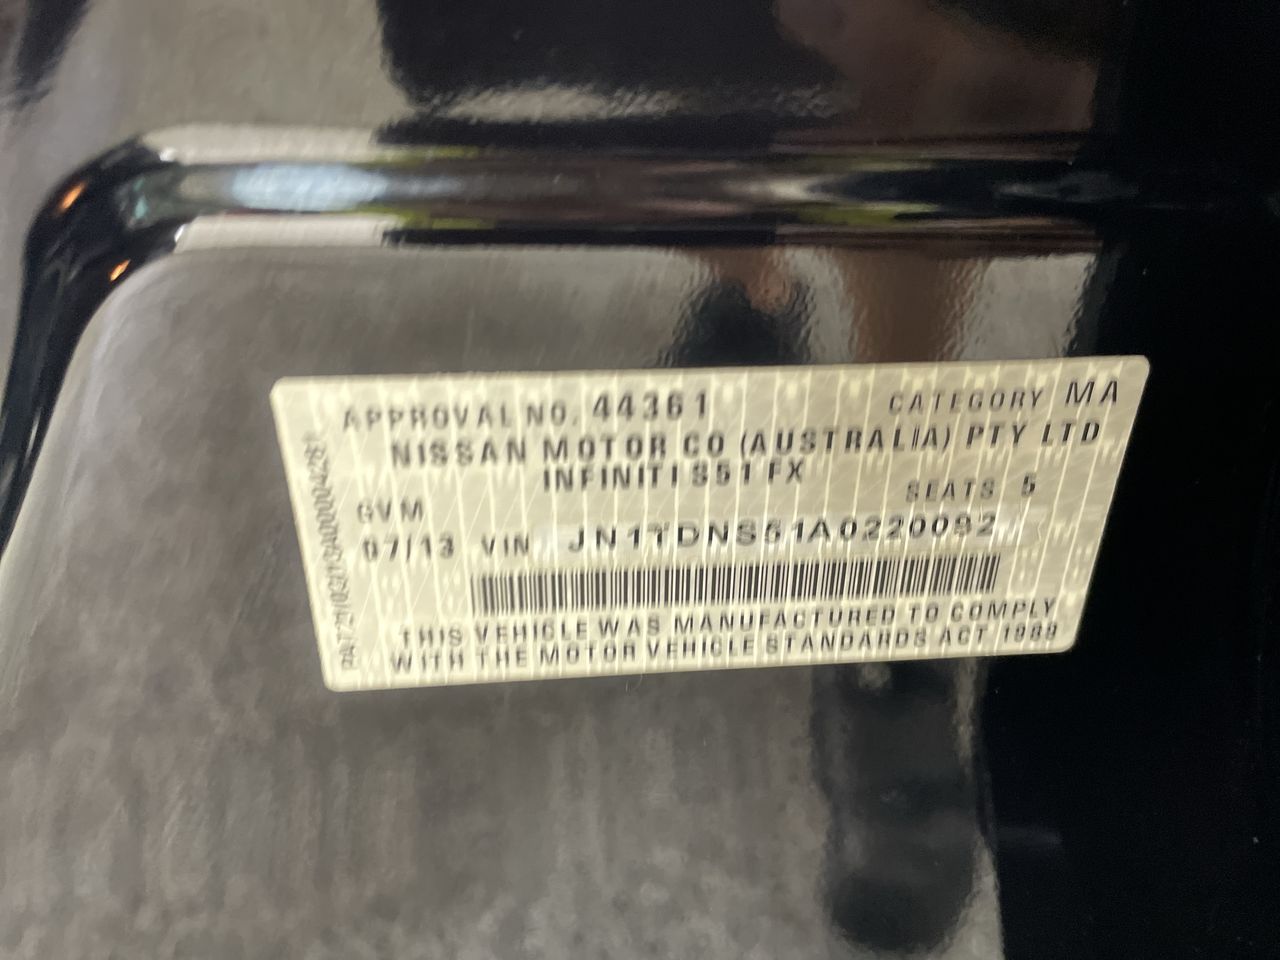 APPROVAL NO. 44361 CATEGORY MA
NISSAN MOTOR CO (AUSTRALIA) PTY LTD
INFINITI S51 FX
GVM SEATS 5
07/13 VIN JN1TDNS51A0220092
THIS VEHICLE WAS MANUFACTURED TO COMPLY
WITH THE MOTOR VEHICLE STANDARDS ACT 1989